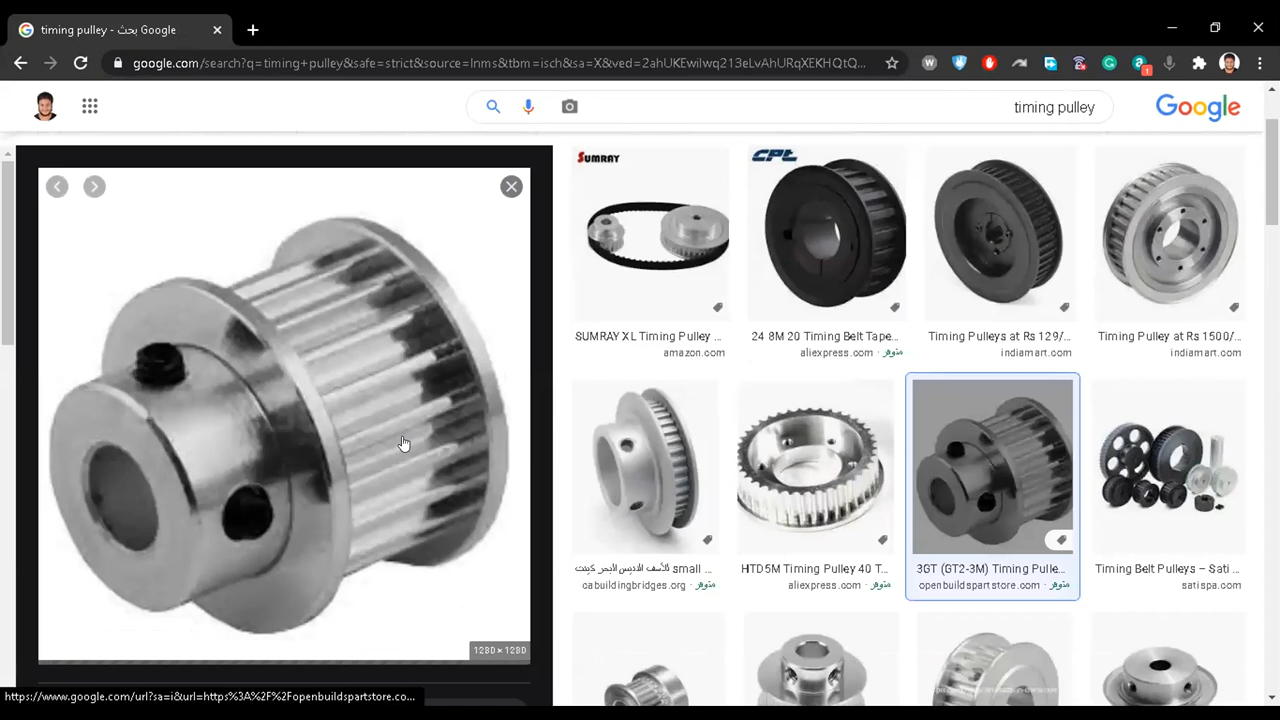 timing pulley - بحث Google
google.com/search?q=timing+pulley&safe=strict&source=lnms&tbm=isch&sa=X&ved=2ahUKEwilwq213eLvAhURqXEKHQtQ...
timing pulley
Google
SUMRAY
CPT
SUMRAY XL Timing Pulley ...
amazon.com
24 8M 20 Timing Belt Tape...
aliexpress.com · متوفر
Timing Pulleys at Rs 129/...
indiamart.com
Timing Pulley at Rs 1500/...
indiamart.com
small ...
cabuildingbridges.org · متوفر
HTD5M Timing Pulley 40 T...
aliexpress.com · متوفر
3GT (GT2-3M) Timing Pulle...
openbuildspartstore.com · متوفر
Timing Belt Pulleys – Sati ...
satispa.com
1280 × 1280
https://www.google.com/url?sa=i&url=https%3A%2F%2Fopenbuildspartstore.co...